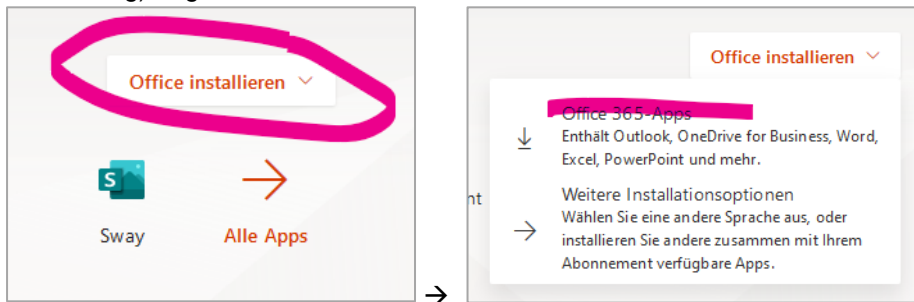 Office installieren
Sway
Alle Apps
→
Office installieren
Office 365-Apps
Enthält Outlook, OneDrive for Business, Word,
Excel, PowerPoint und mehr.
nt
Weitere Installationsoptionen
Wählen Sie eine andere Sprache aus, oder
installieren Sie andere zusammen mit Ihrem
Abonnement verfügbare Apps.